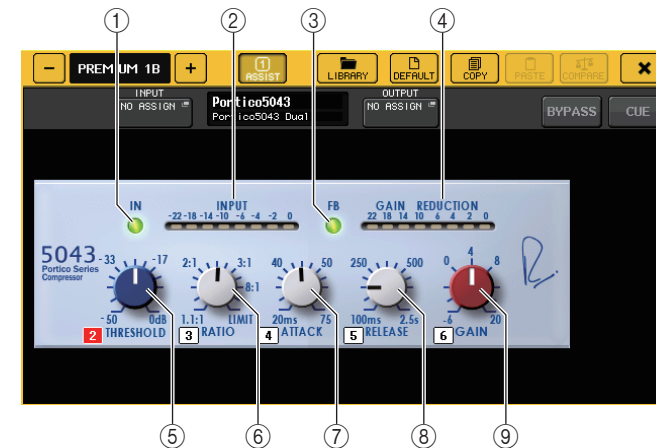 ① ② ③ ④
− PREMIUM 1B + 1 ASSIST LIBRARY DEFAULT COPY PASTE COMPARE ×
INPUT
NO ASSIGN
Portico5043
Portico5043 Dual
OUTPUT
NO ASSIGN
BYPASS CUE
IN INPUT FB GAIN REDUCTION
-22 -18 -14 -10 -6 -4 -2 0 22 18 14 10 6 4 2 0
5043
Portico Series
Compressor
-33 -17 2:1 3:1 8:1 40 50 250 500 0 4 8
-50 0dB 1.1:1 LIMIT 20ms 75 100ms 2.5s -6 20
2 THRESHOLD 3 RATIO 4 ATTACK 5 RELEASE 6 GAIN
⑤ ⑥ ⑦ ⑧ ⑨